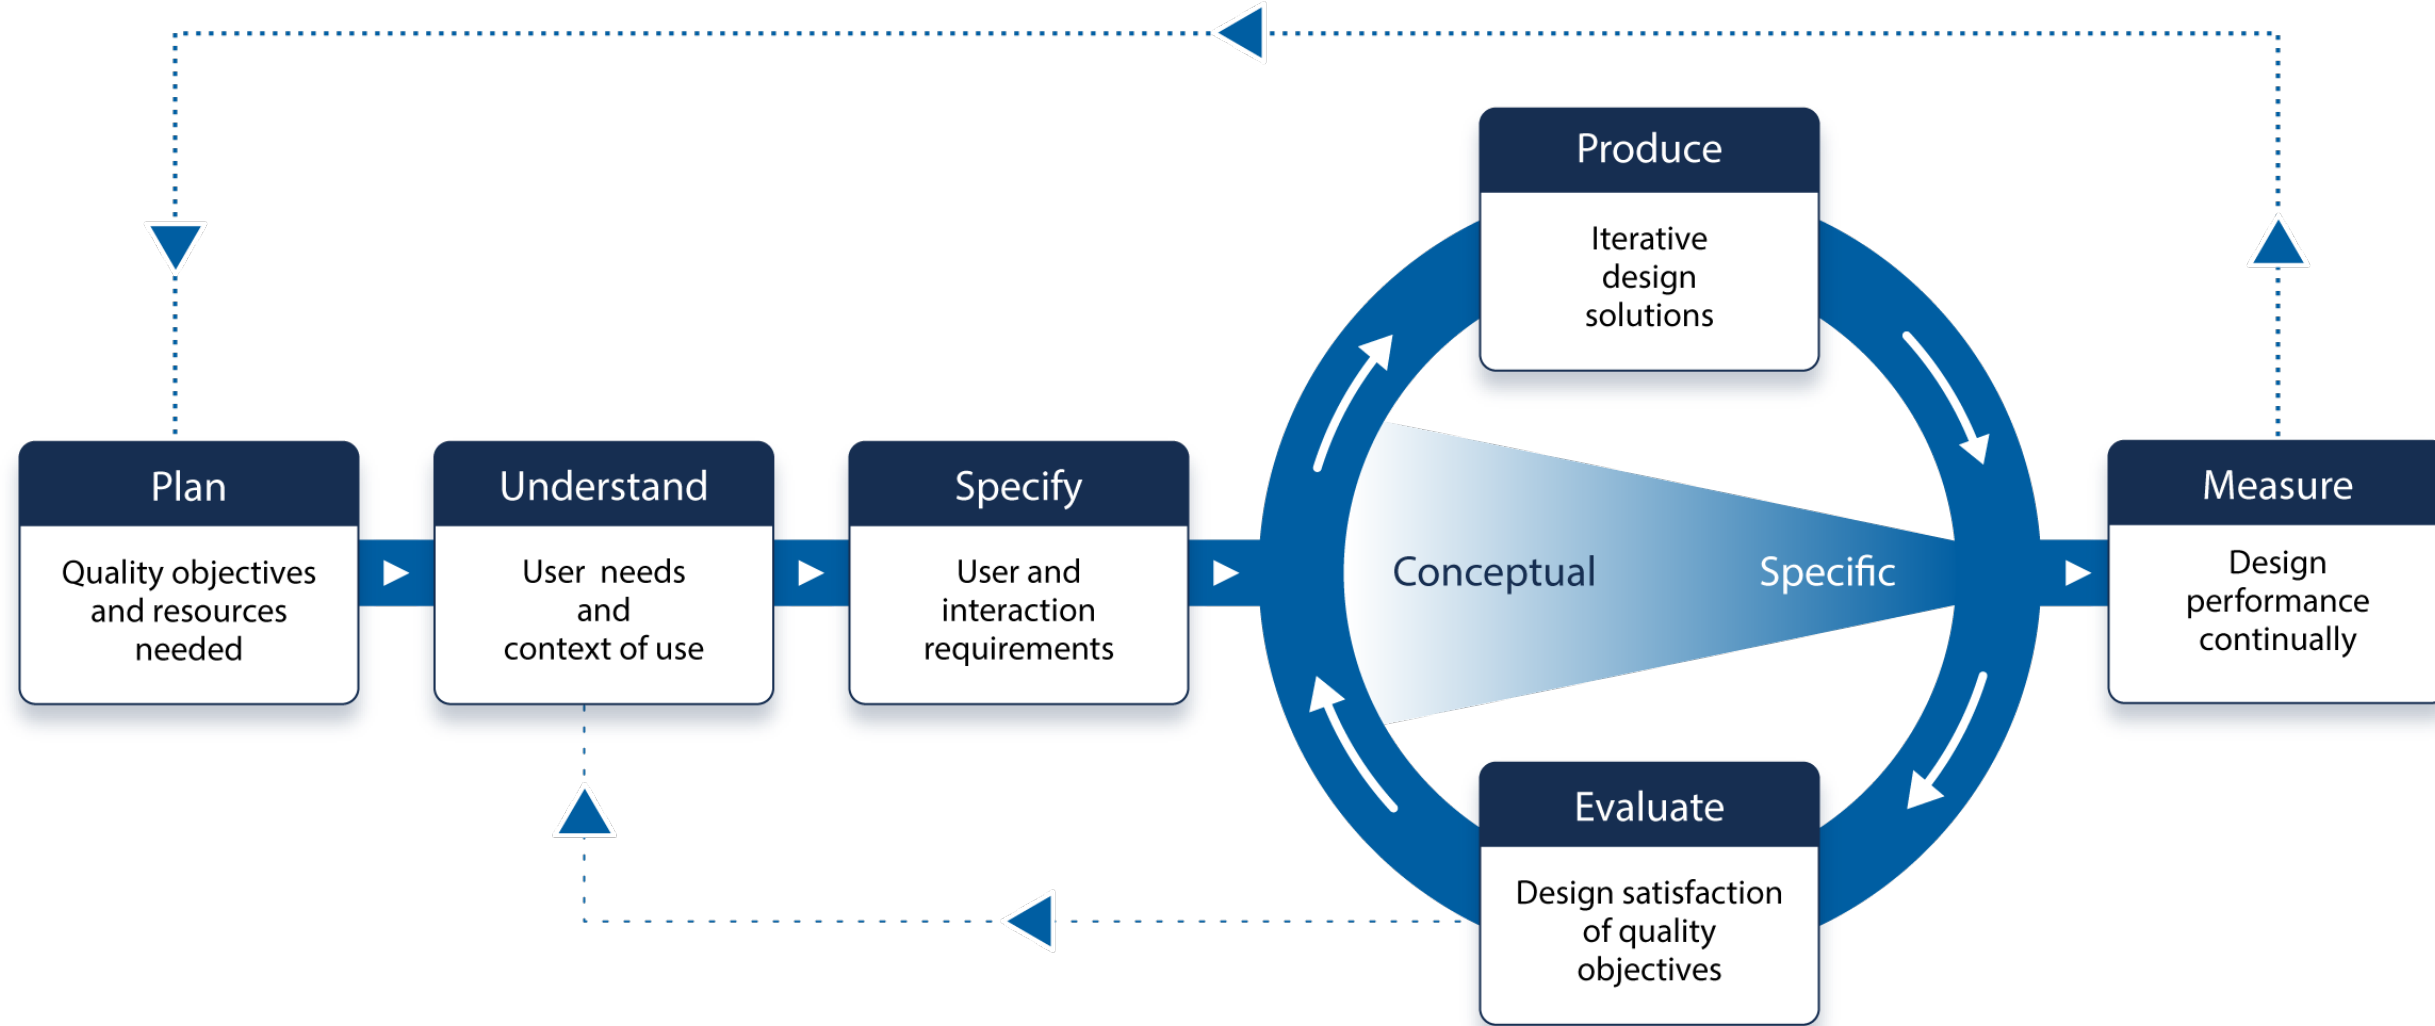 Plan
Quality objectives
and resources
needed
Understand
User needs
and
context of use
Specify
User and
interaction
requirements
Produce
Iterative
design
solutions
Conceptual
Specific
Evaluate
Design satisfaction
of quality
objectives
Measure
Design
performance
continually